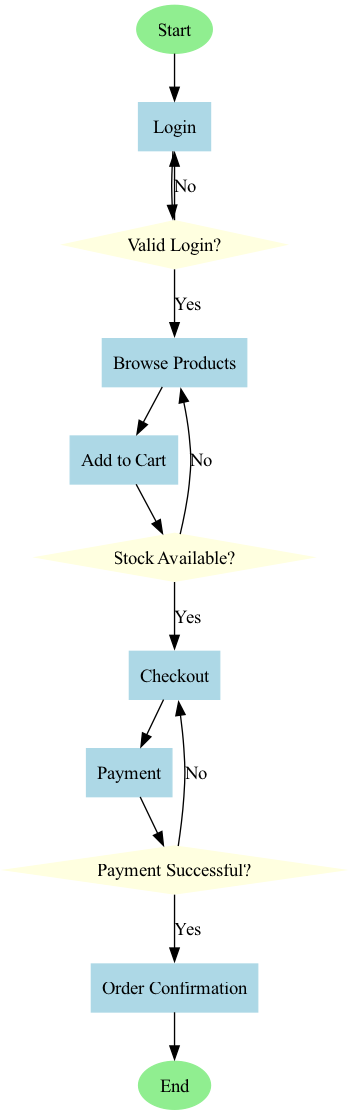 Start
Login
No
Valid Login?
Yes
Browse Products
Add to Cart
No
Stock Available?
Yes
Checkout
Payment
No
Payment Successful?
Yes
Order Confirmation
End